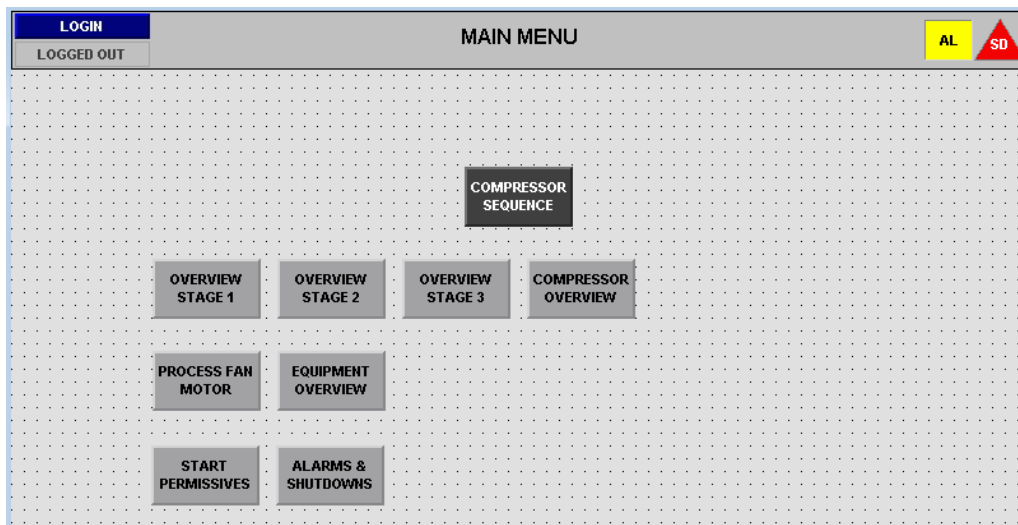 LOGIN
LOGGED OUT
MAIN MENU
AL
SD
COMPRESSOR
SEQUENCE
OVERVIEW
STAGE 1
OVERVIEW
STAGE 2
OVERVIEW
STAGE 3
COMPRESSOR
OVERVIEW
PROCESS FAN
MOTOR
EQUIPMENT
OVERVIEW
START
PERMISSIVES
ALARMS &
SHUTDOWNS